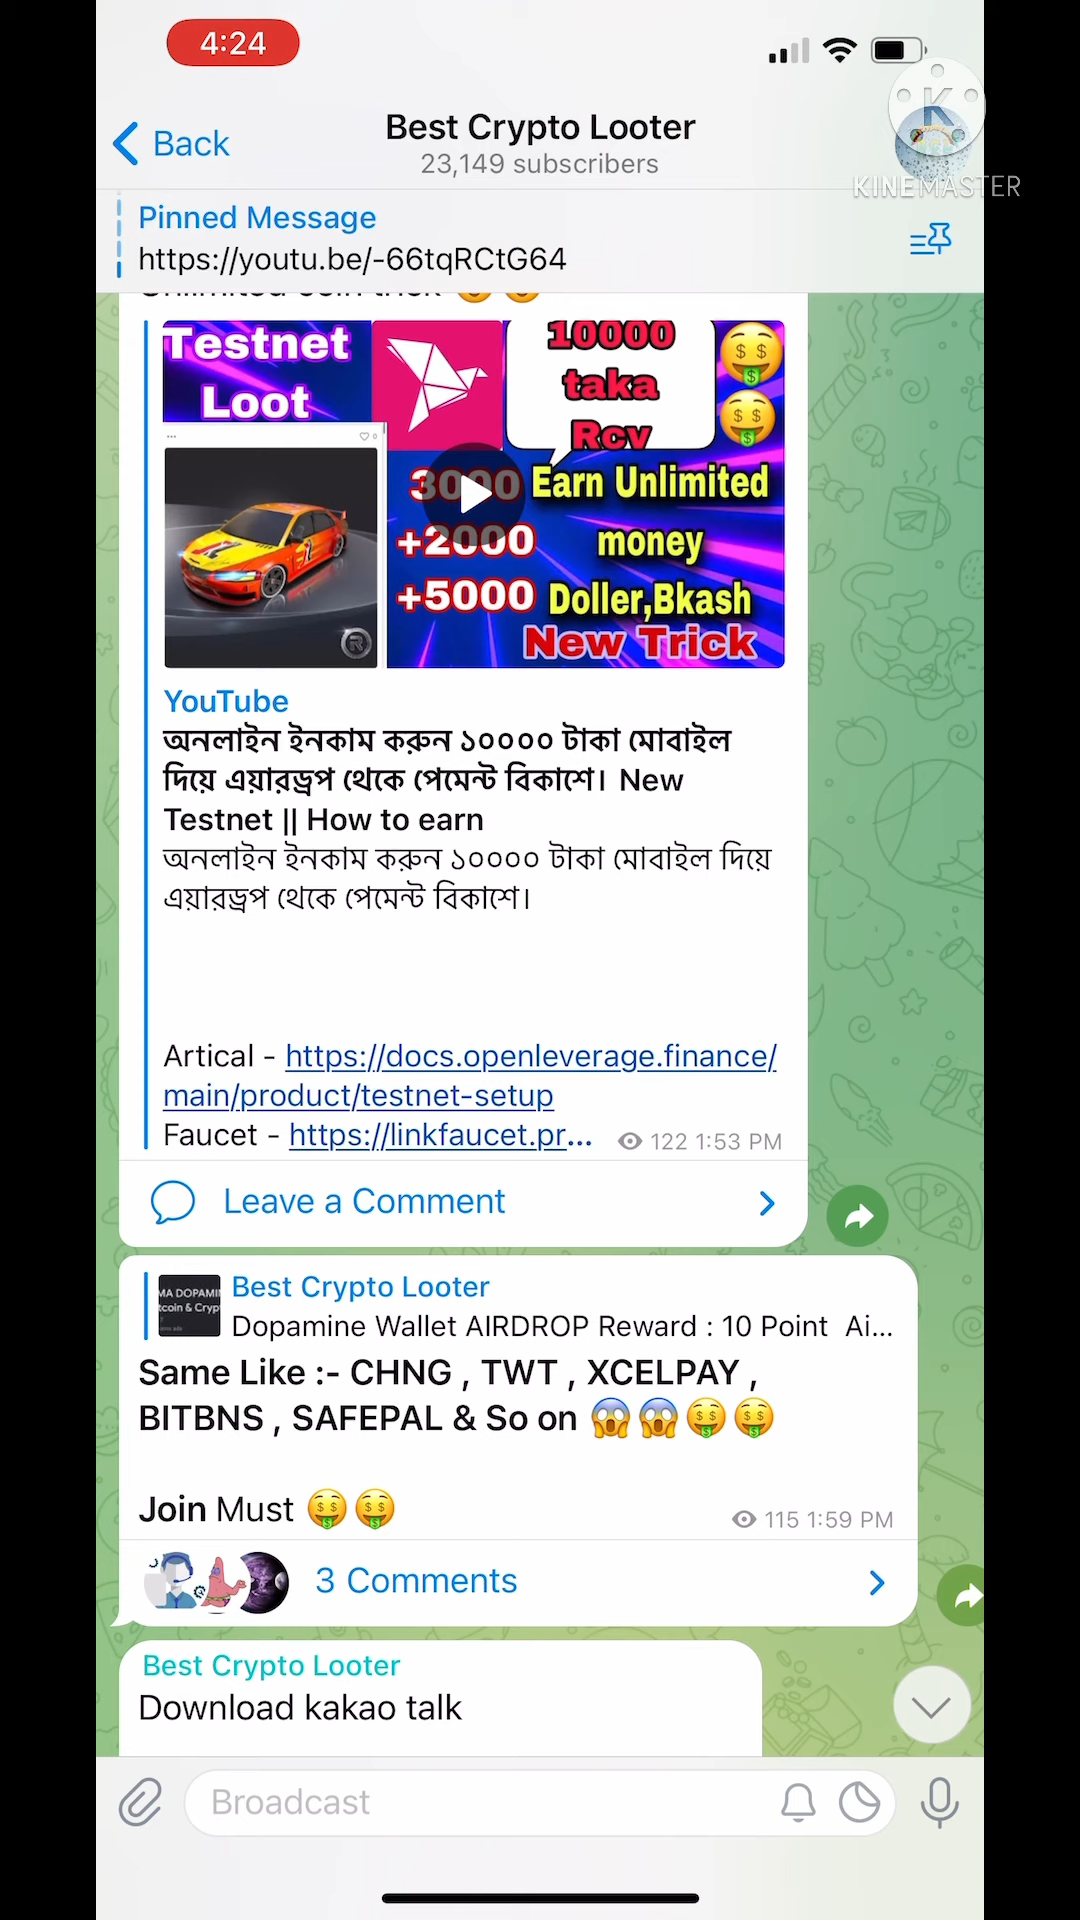 4:24
Back
Best Crypto Looter
23,149 subscribers
KINEMASTER
Pinned Message
https://youtu.be/-66tqRCtG64
Testnet
Loot
10000
taka
Rcv
3000
+2000
+5000
Earn Unlimited
money
Doller,Bkash
New Trick
YouTube
অনলাইন ইনকাম করুন ১০০০০ টাকা মোবাইল
দিয়ে এয়ারড্রপ থেকে পেমেন্ট বিকাশে। New
Testnet || How to earn
অনলাইন ইনকাম করুন ১০০০০ টাকা মোবাইল দিয়ে
এয়ারড্রপ থেকে পেমেন্ট বিকাশে।
Artical - https://docs.openleverage.finance/
main/product/testnet-setup
Faucet - https://linkfaucet.pr...
122 1:53 PM
Leave a Comment
Best Crypto Looter
Dopamine Wallet AIRDROP Reward : 10 Point Ai...
Same Like :- CHNG , TWT , XCELPAY ,
BITBNS , SAFEPAL & So on 😱😱🤑🤑
Join Must 🤑🤑
115 1:59 PM
3 Comments
Best Crypto Looter
Download kakao talk
Broadcast